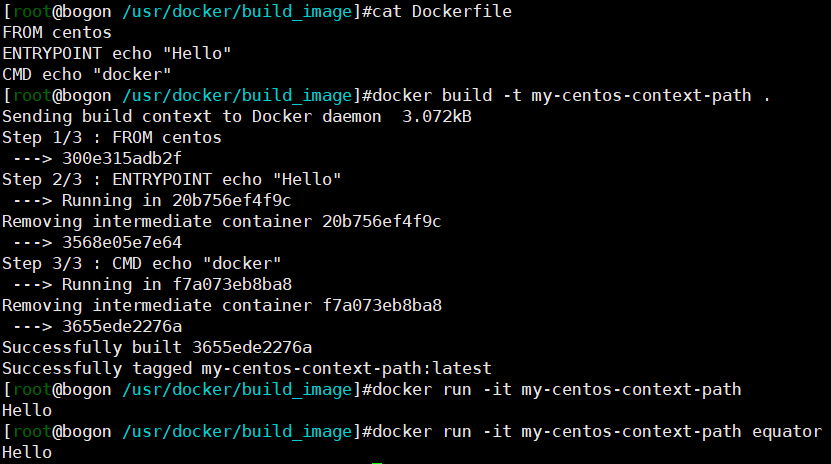 [root@bogon /usr/docker/build_image]#cat Dockerfile
FROM centos
ENTRYPOINT echo "Hello"
CMD echo "docker"
[root@bogon /usr/docker/build_image]#docker build -t my-centos-context-path .
Sending build context to Docker daemon  3.072kB
Step 1/3 : FROM centos
 ---> 300e315adb2f
Step 2/3 : ENTRYPOINT echo "Hello"
 ---> Running in 20b756ef4f9c
Removing intermediate container 20b756ef4f9c
 ---> 3568e05e7e64
Step 3/3 : CMD echo "docker"
 ---> Running in f7a073eb8ba8
Removing intermediate container f7a073eb8ba8
 ---> 3655ede2276a
Successfully built 3655ede2276a
Successfully tagged my-centos-context-path:latest
[root@bogon /usr/docker/build_image]#docker run -it my-centos-context-path
Hello
[root@bogon /usr/docker/build_image]#docker run -it my-centos-context-path equator
Hello